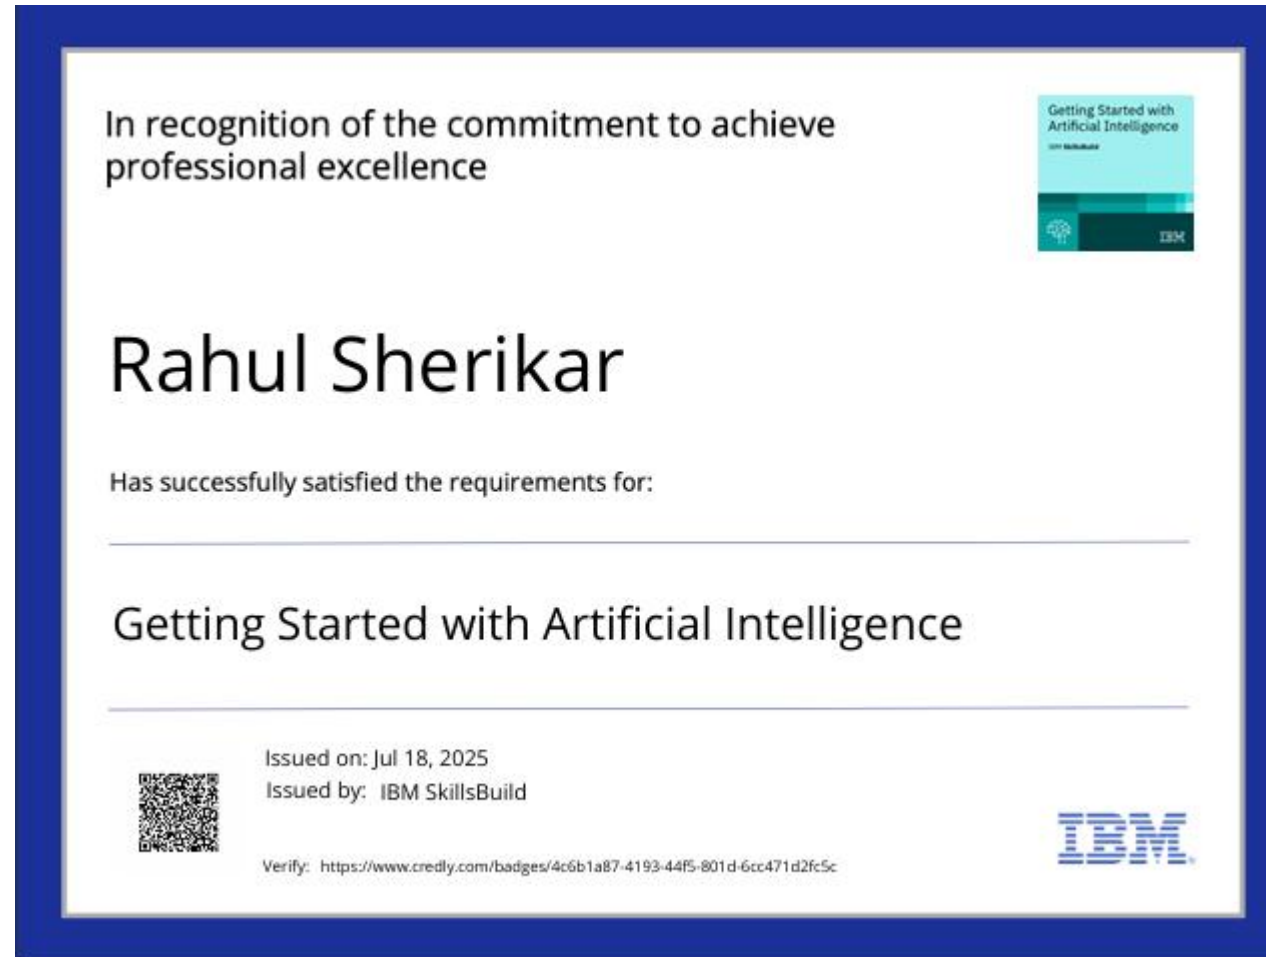 In recognition of the commitment to achieve
professional excellence
Getting Started with
Artificial Intelligence
IBM SkillsBuild
IBM
Rahul Sherikar
Has successfully satisfied the requirements for:
Getting Started with Artificial Intelligence
Issued on: Jul 18, 2025
Issued by: IBM SkillsBuild
Verify: https://www.credly.com/badges/4c6b1a87-4193-44f5-801d-6cc471d2fc5c
IBM